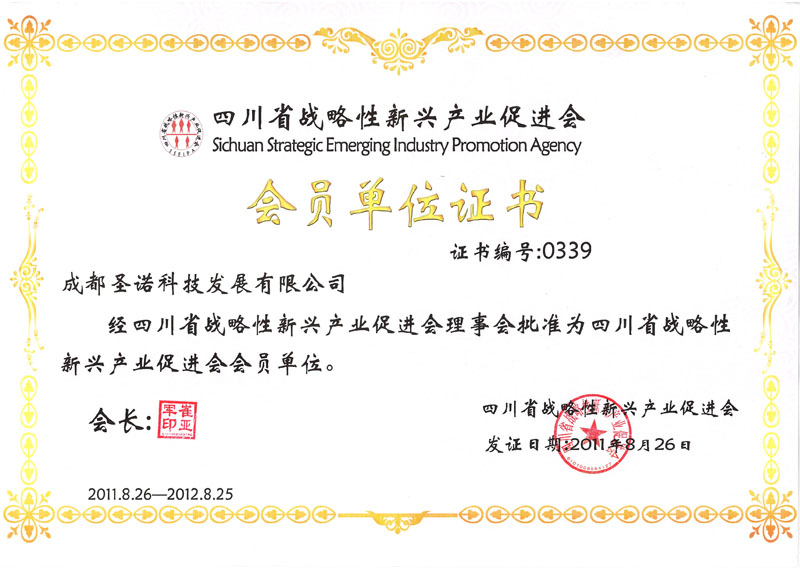 四川省战略性新兴产业促进会
Sichuan Strategic Emerging Industry Promotion Agency
会员单位证书
证书编号:0339
成都圣诺科技发展有限公司
经四川省战略性新兴产业促进会理事会批准为四川省战略性
新兴产业促进会会员单位。
会长:
崔亚军印
四川省战略性新兴产业促进会
发证日期:2011年8月26日
2011.8.26—2012.8.25